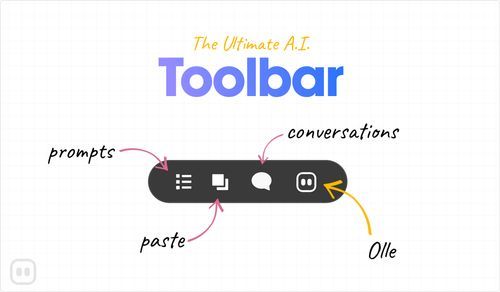 The Ultimate A.I.
Toolbar
conversations
prompts
paste
Olle